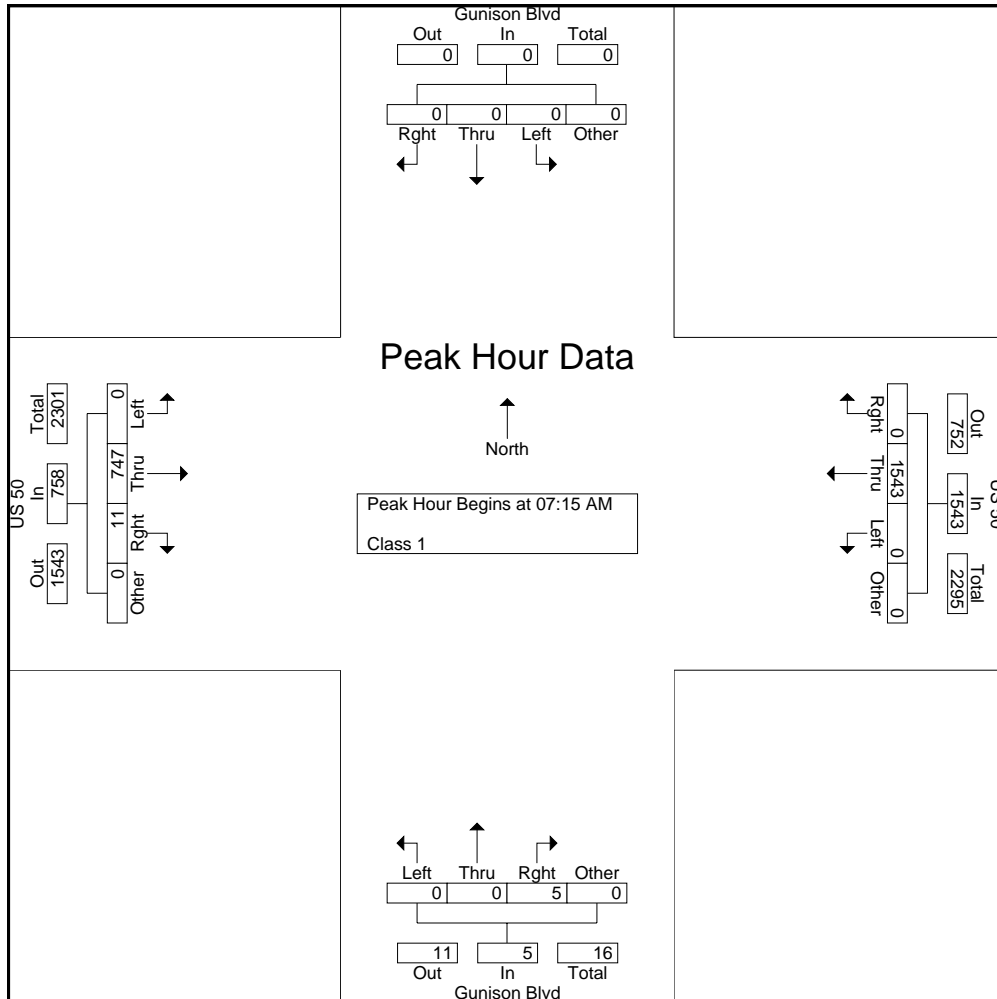 Gunison Blvd
Out In Total
0 0 0
0 0 0 0
Rght Thru Left Other
Peak Hour Data
North
Peak Hour Begins at 07:15 AM
Class 1
US 50
Total In Out
2301 758 1543
0 747 11 0
Left Thru Rght Other
US 50
Out In Total
752 1543 2295
0 1543 0 0
Rght Thru Left Other
Left Thru Rght Other
0 0 5 0
11 5 16
Out In Total
Gunison Blvd